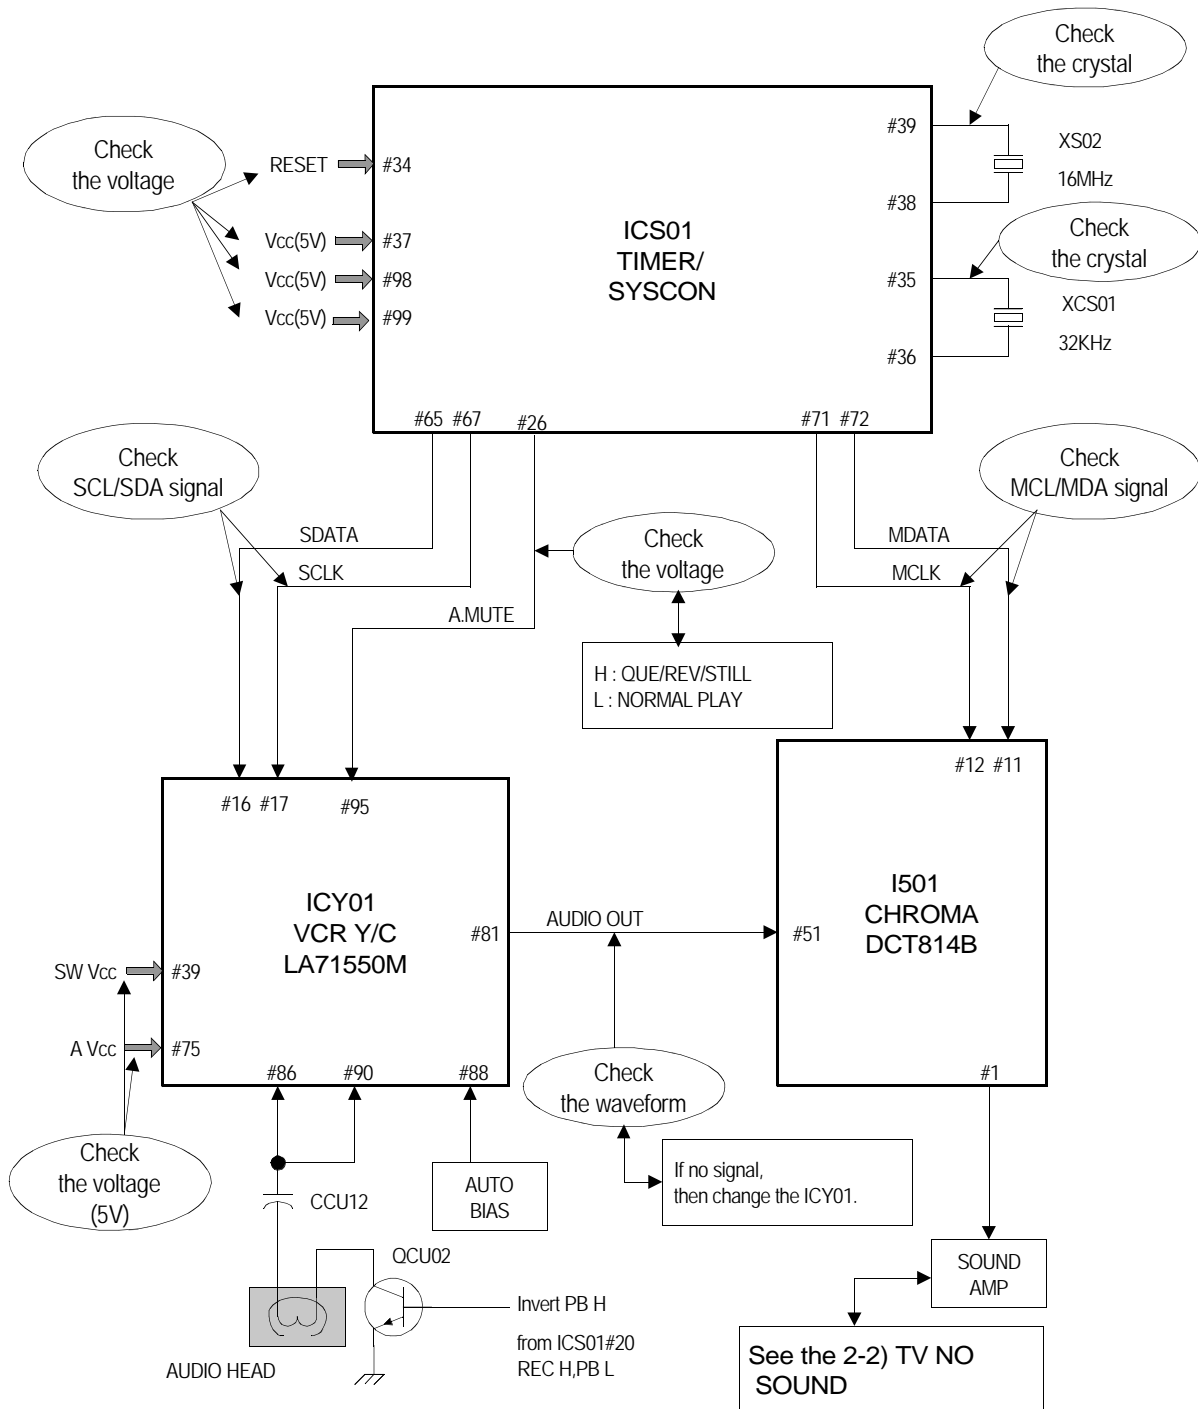 Check
the crystal
#39
XS02
16MHz
#38
Check
the voltage
RESET
#34
Vcc(5V)
#37
Vcc(5V)
#98
Vcc(5V)
#99
ICS01
TIMER/
SYSCON
Check
the crystal
#35
XCS01
32KHz
#36
#65 #67
#26
#71 #72
Check
SCL/SDA signal
Check
MCL/MDA signal
SDATA
SCLK
A.MUTE
Check
the voltage
MDATA
MCLK
H : QUE/REV/STILL
L : NORMAL PLAY
#16 #17
#95
#12 #11
ICY01
VCR Y/C
LA71550M
#81
AUDIO OUT
#51
I501
CHROMA
DCT814B
SW Vcc
#39
A Vcc
#75
#86
#90
#88
#1
Check
the waveform
Check
the voltage
(5V)
CCU12
AUTO
BIAS
If no signal,
then change the ICY01.
QCU02
SOUND
AMP
Invert PB H
from ICS01#20
REC H,PB L
AUDIO HEAD
See the 2-2) TV NO
SOUND